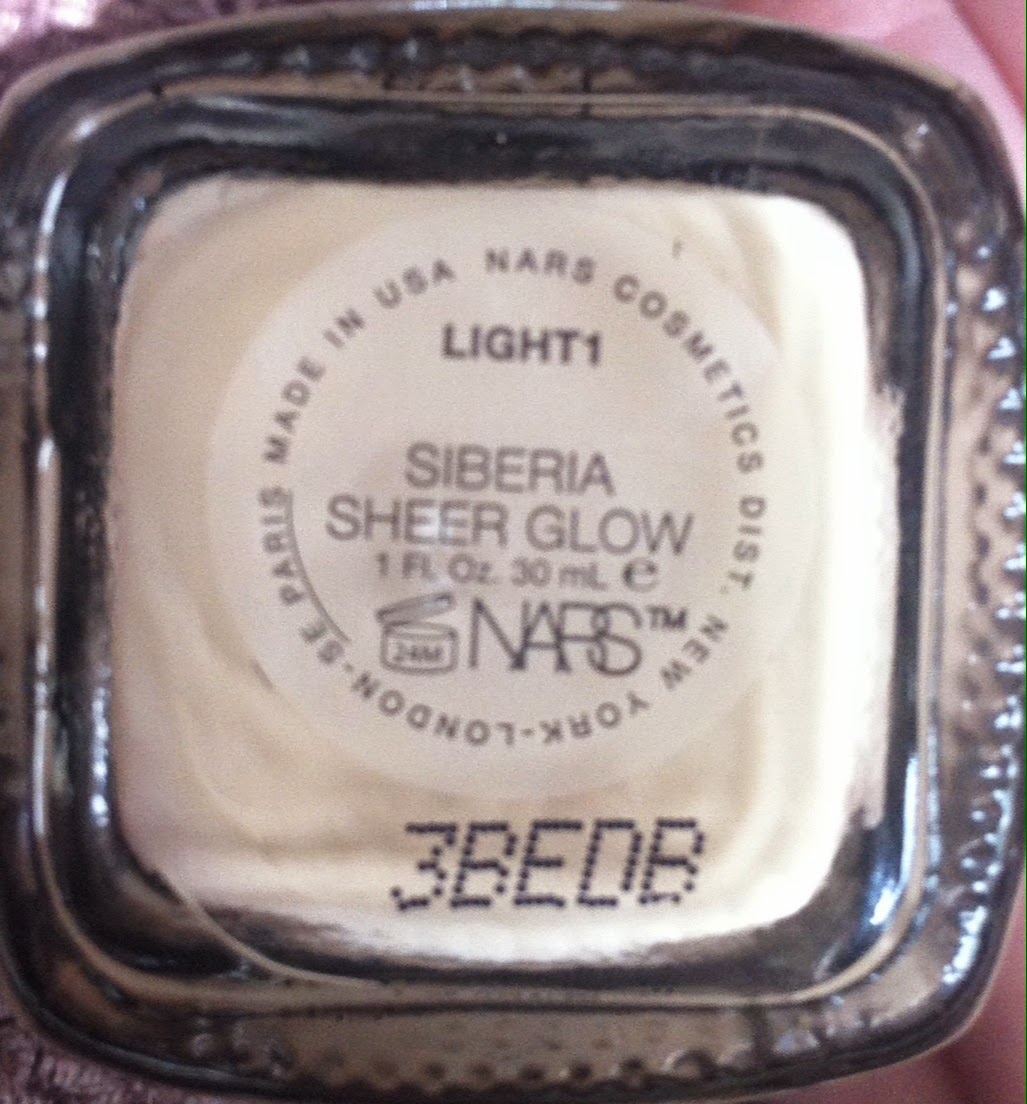 MADE IN USA NARS COSMETICS DIST. NEW YORK-LONDON-SE PARIS
LIGHT1
SIBERIA
SHEER GLOW
1 FL Oz. 30 mL e
24M NARS™
3BEDB